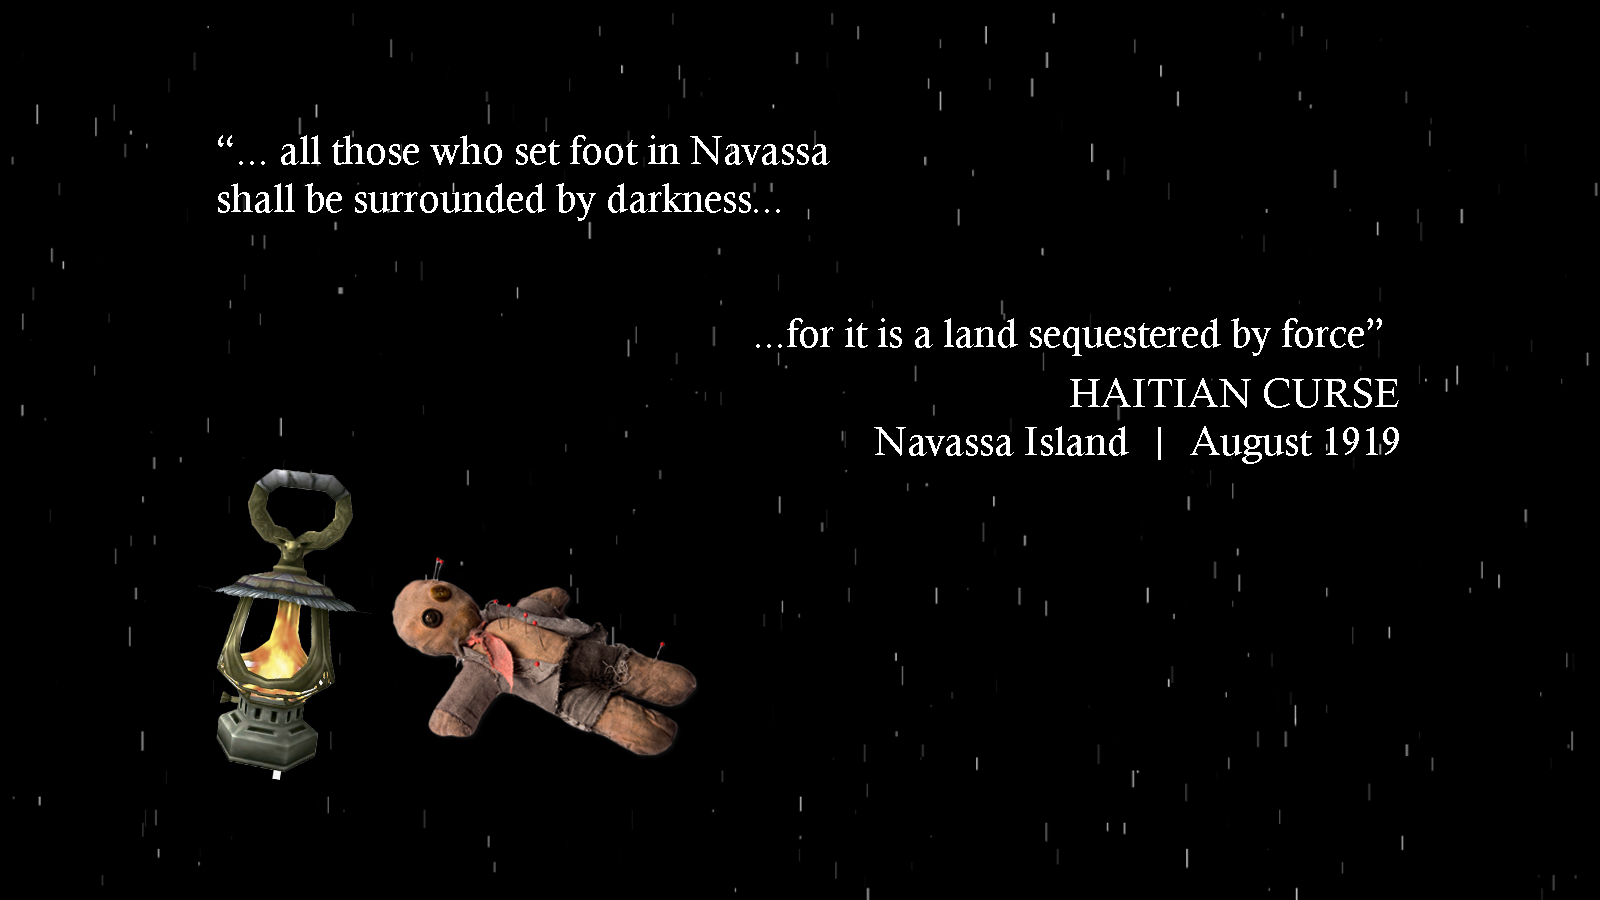 “... all those who set foot in Navassa
shall be surrounded by darkness...
...for it is a land sequestered by force”
HAITIAN CURSE
Navassa Island | August 1919